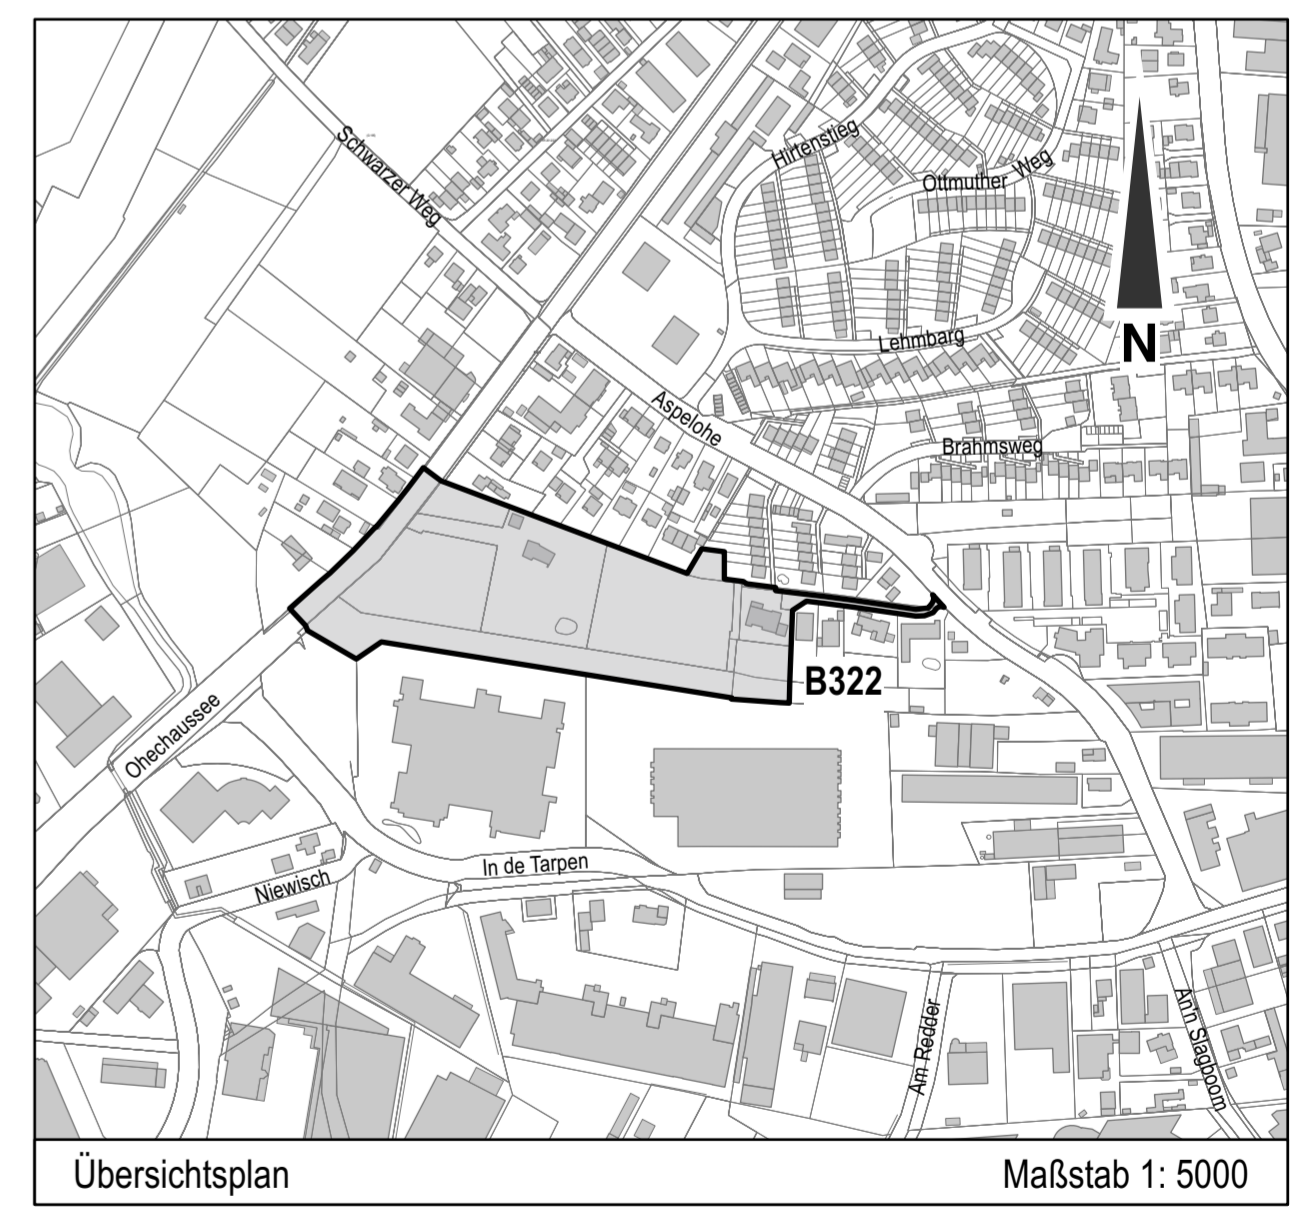 Schwarzer Weg
Hirtenstieg
Ottmuther Weg
Lehmbarg
Aspelohe
Brahmsweg
N
B322
Ohechaussee
In de Tarpen
Niewisch
Am Redder
An'n Slagboom
Übersichtsplan
Maßstab 1: 5000